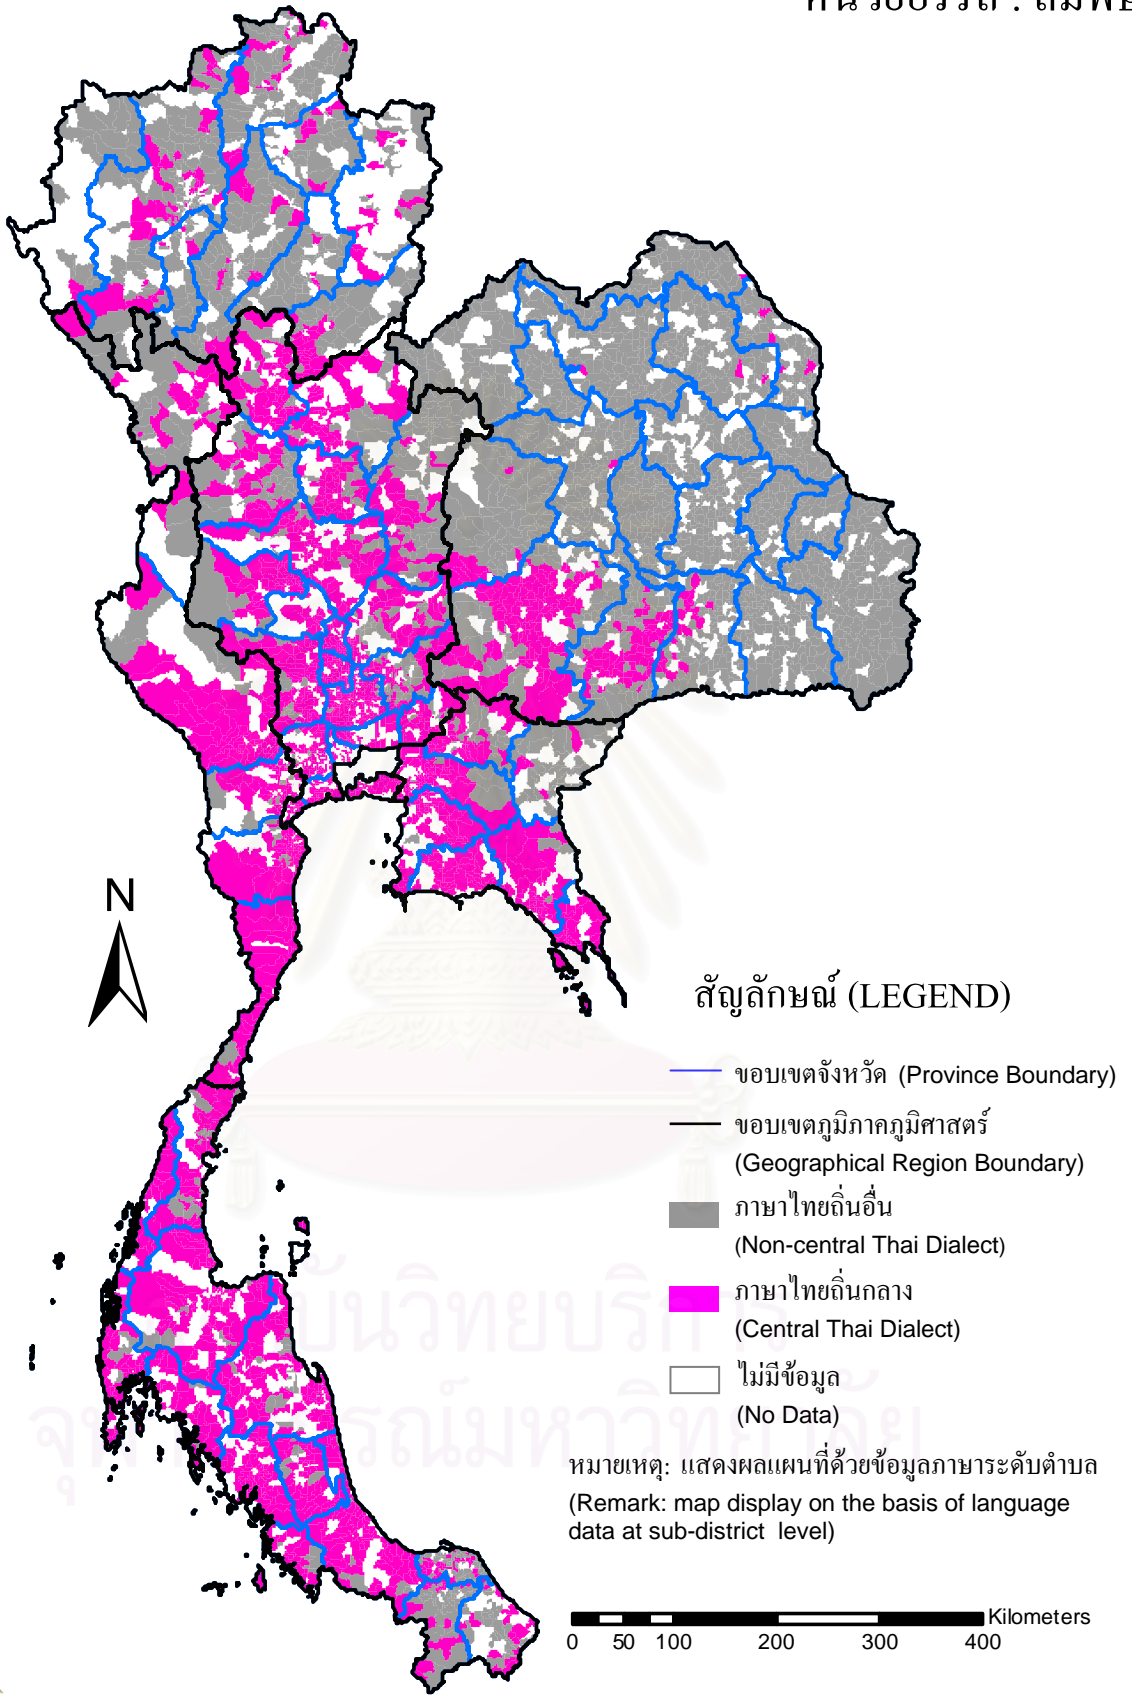 N
สัญลักษณ์ (LEGEND)
ขอบเขตจังหวัด (Province Boundary)
ขอบเขตภูมิภาคภูมิศาสตร์
(Geographical Region Boundary)
ภาษาไทยถิ่นอื่น
(Non-central Thai Dialect)
ภาษาไทยถิ่นกลาง
(Central Thai Dialect)
ไม่มีข้อมูล
(No Data)
หมายเหตุ: แสดงผลแผนที่ด้วยข้อมูลภาษาระดับตำบล
(Remark: map display on the basis of language
data at sub-district level)
Kilometers
0 50 100 200 300 400